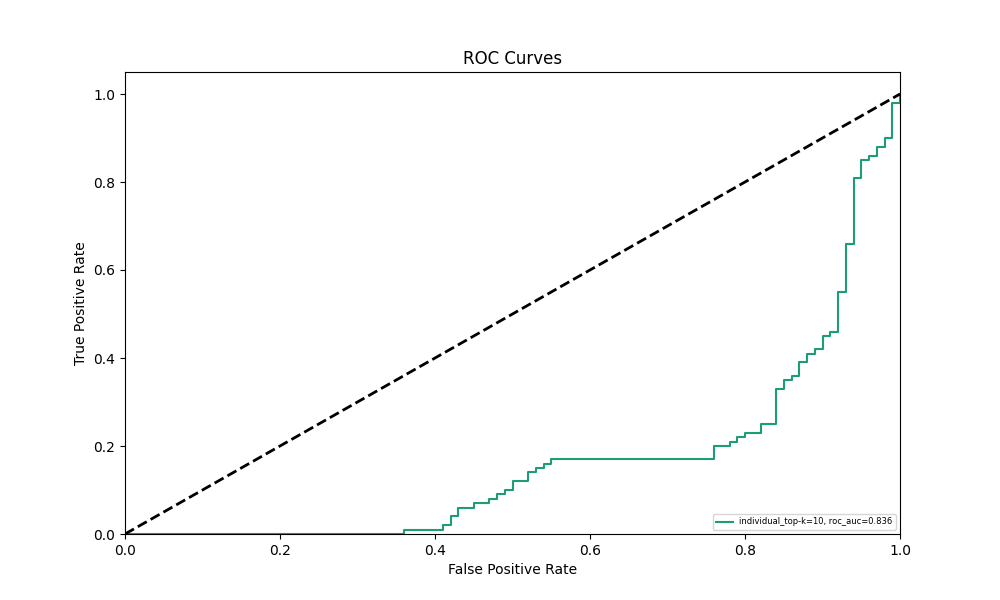 ROC Curves
True Positive Rate
1.0
0.8
0.6
0.4
0.2
0.0
individual_top-k=10, roc_auc=0.836
0.0 0.2 0.4 0.6 0.8 1.0
False Positive Rate